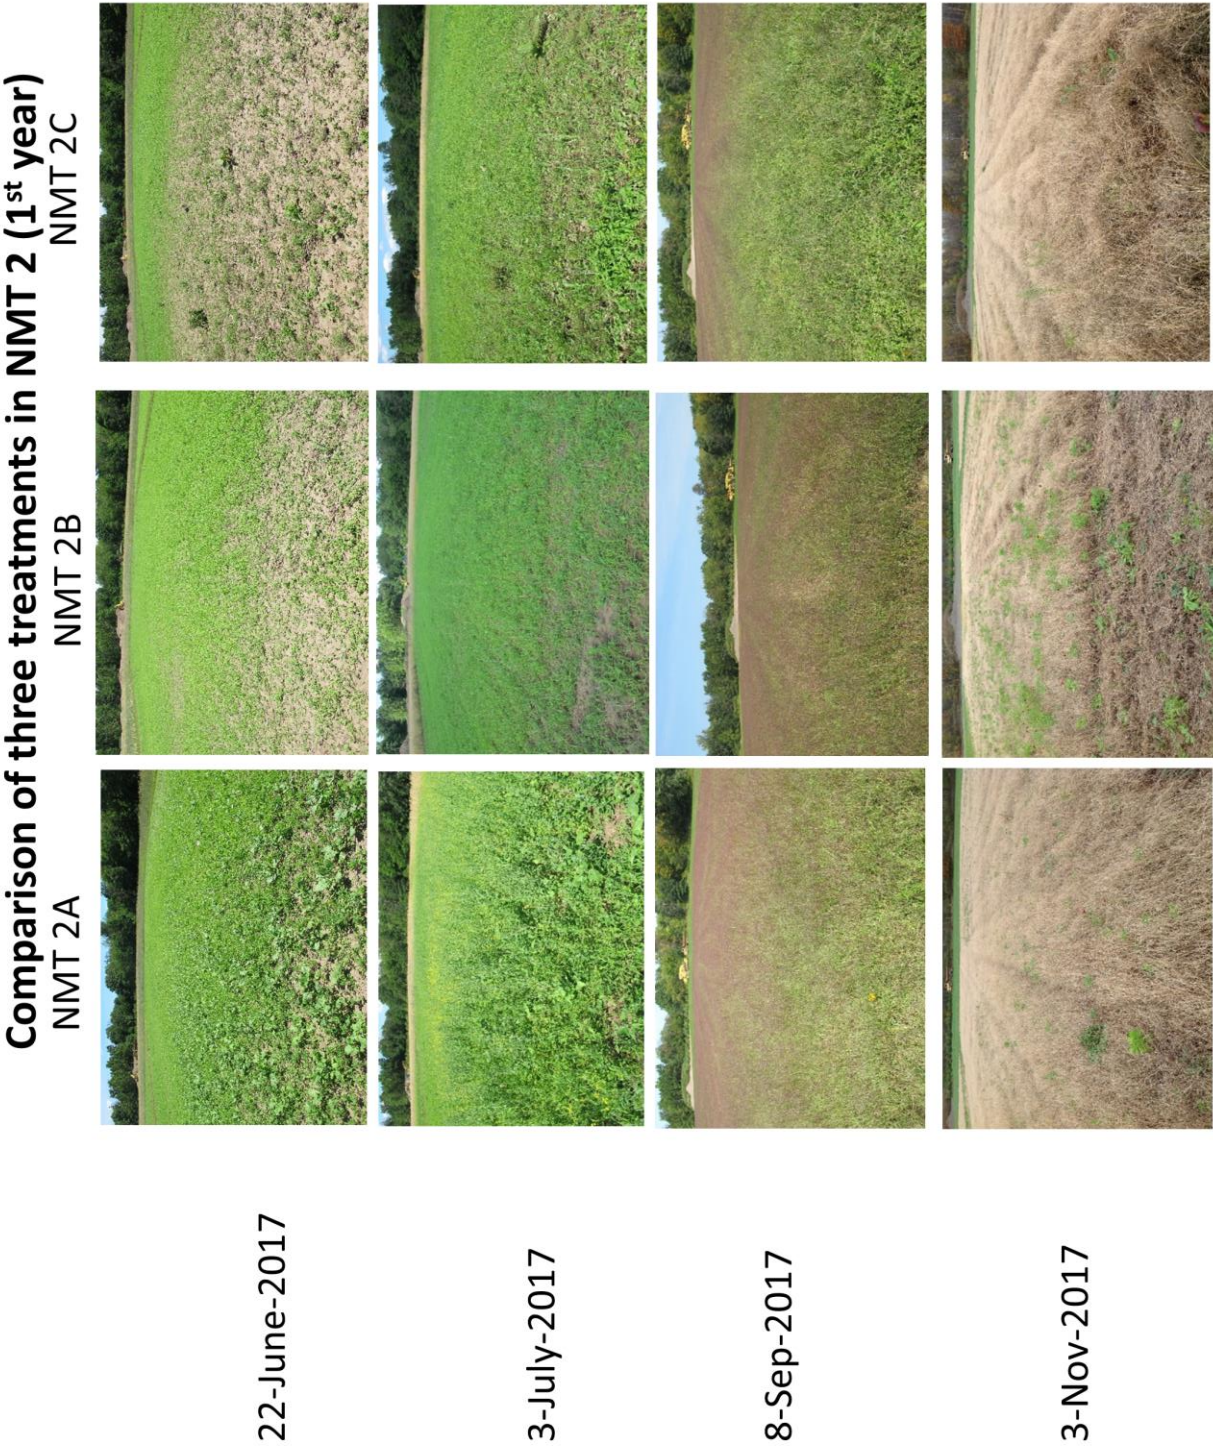 Comparison of three treatments in NMT 2 (1st year)
NMT 2A
NMT 2B
NMT 2C
22-June-2017
3-July-2017
8-Sep-2017
3-Nov-2017